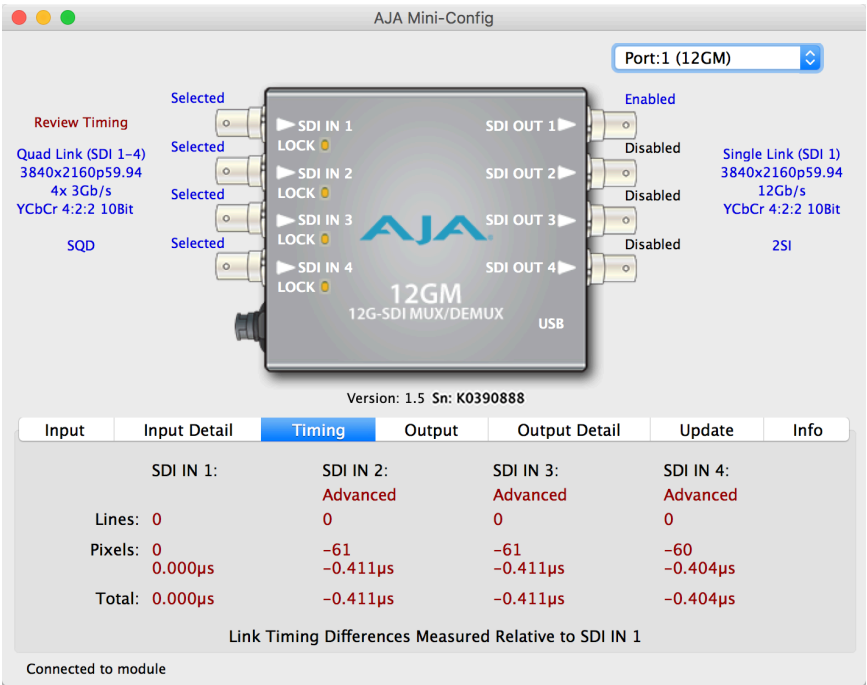 AJA Mini-Config
Port:1 (12GM)
Review Timing
Quad Link (SDI 1-4)
3840x2160p59.94
4x 3Gb/s
YCbCr 4:2:2 10Bit
SQD
Selected
Selected
Selected
Selected
SDI IN 1
LOCK
SDI IN 2
LOCK
SDI IN 3
LOCK
SDI IN 4
LOCK
AJA
12GM
12G-SDI MUX/DEMUX
USB
SDI OUT 1
SDI OUT 2
SDI OUT 3
SDI OUT 4
Enabled
Disabled
Disabled
Disabled
Single Link (SDI 1)
3840x2160p59.94
12Gb/s
YCbCr 4:2:2 10Bit
2SI
Version: 1.5 Sn: K0390888
Input Input Detail Timing Output Output Detail Update Info
SDI IN 1: SDI IN 2: SDI IN 3: SDI IN 4:
Advanced Advanced Advanced
Lines: 0 0 0 0
Pixels: 0 -61 -61 -60
0.000µs -0.411µs -0.411µs -0.404µs
Total: 0.000µs -0.411µs -0.411µs -0.404µs
Link Timing Differences Measured Relative to SDI IN 1
Connected to module